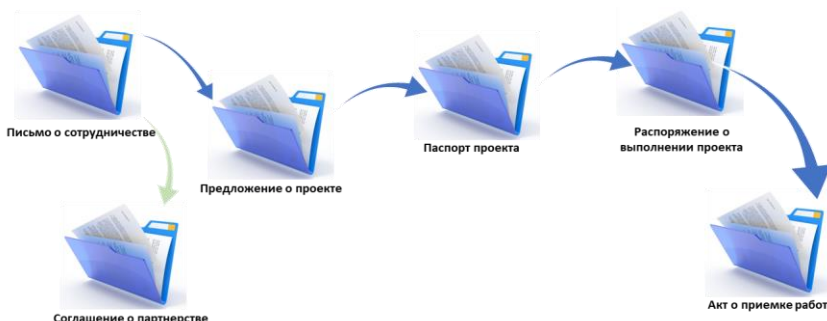 Письмо о сотрудничестве
Предложение о проекте
Паспорт проекта
Распоряжение о
выполнении проекта
Соглашение о партнерстве
Акт о приемке работ